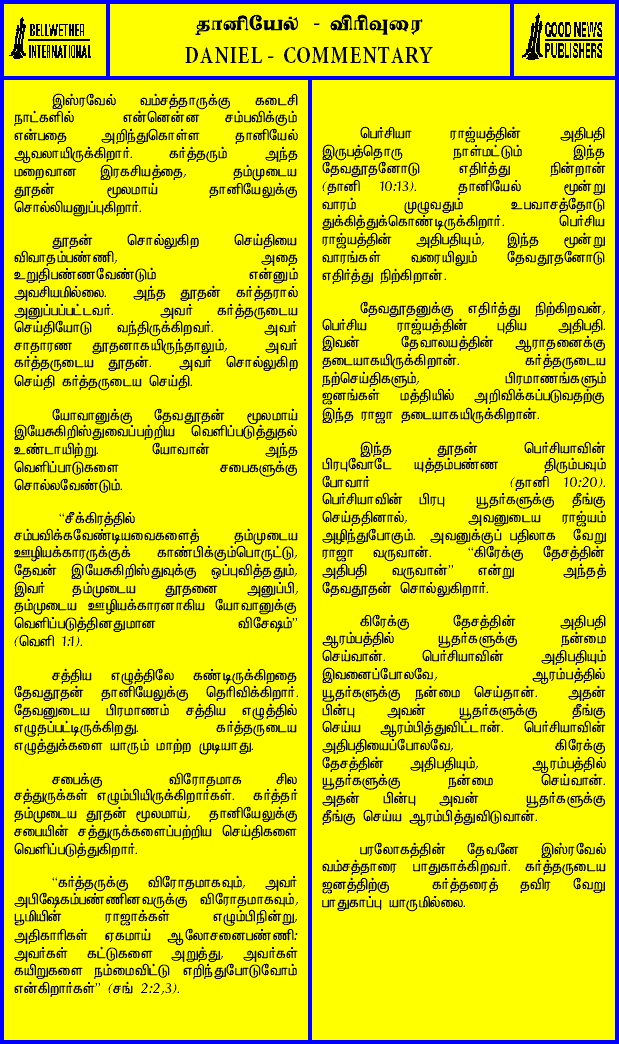 BELLWETHER
INTERNATIONAL
தானியேல் - விரிவுரை
DANIEL - COMMENTARY
GOOD NEWS
PUBLISHERS
இஸ்ரவேல் வம்சத்தாருக்கு கடைசி
நாட்களில் என்னென்ன சம்பவிக்கும்
என்பதை அறிந்துகொள்ள தானியேல்
ஆவலாயிருக்கிறார். கர்த்தரும் அந்த
மறைவான இரகசியத்தை, தம்முடைய
தூதன் மூலமாய் தானியேலுக்கு
சொல்லியனுப்புகிறார்.
தூதன் சொல்லுகிற செய்தியை
விவாதம்பண்ணி, அதை
உறுதிபண்ணவேண்டும் என்னும்
அவசியமில்லை. அந்த தூதன் கர்த்தரால்
அனுப்பப்பட்டவர். அவர் கர்த்தருடைய
செய்தியோடு வந்திருக்கிறவர். அவர்
சாதாரண தூதனாகயிருந்தாலும், அவர்
கர்த்தருடைய தூதன். அவர் சொல்லுகிற
செய்தி கர்த்தருடைய செய்தி.
யோவானுக்கு தேவதூதன் மூலமாய்
இயேசுகிறிஸ்துவைப்பற்றிய வெளிப்படுத்துதல்
உண்டாயிற்று. யோவான் அந்த
வெளிப்பாடுகளை சபைகளுக்கு
சொல்லவேண்டும்.
“சீக்கிரத்தில்
சம்பவிக்கவேண்டியவைகளைத் தம்முடைய
ஊழியக்காரருக்குக் காண்பிக்கும்பொருட்டு,
தேவன் இயேசுகிறிஸ்துவுக்கு ஒப்புவித்ததும்,
இவர் தம்முடைய தூதனை அனுப்பி,
தம்முடைய ஊழியக்காரனாகிய யோவானுக்கு
வெளிப்படுத்தினதுமான விசேஷம்”
(வெளி 1:1).
சத்திய எழுத்திலே கண்டிருக்கிறதை
தேவதூதன் தானியேலுக்கு தெரிவிக்கிறார்.
தேவனுடைய பிரமாணம் சத்திய எழுத்தில்
எழுதப்பட்டிருக்கிறது. கர்த்தருடைய
எழுத்துக்களை யாரும் மாற்ற முடியாது.
சபைக்கு விரோதமாக சில
சத்துருக்கள் எழும்பியிருக்கிறார்கள். கர்த்தர்
தம்முடைய தூதன் மூலமாய், தானியேலுக்கு
சபையின் சத்துருக்களைப்பற்றிய செய்திகளை
வெளிப்படுத்துகிறார்.
“கர்த்தருக்கு விரோதமாகவும், அவர்
அபிஷேகம்பண்ணினவருக்கு விரோதமாகவும்,
பூமியின் ராஜாக்கள் எழும்பிநின்று,
அதிகாரிகள் ஏகமாய் ஆலோசனைபண்ணி:
அவர்கள் கட்டுகளை அறுத்து, அவர்கள்
கயிறுகளை நம்மைவிட்டு எறிந்துபோடுவோம்
என்கிறார்கள்” (சங் 2:2,3).
பெர்சியா ராஜ்யத்தின் அதிபதி
இருபத்தொரு நாள்மட்டும் இந்த
தேவதூதனோடு எதிர்த்து நின்றான்
(தானி 10:13). தானியேல் மூன்று
வாரம் முழுவதும் உபவாசத்தோடு
துக்கித்துக்கொண்டிருக்கிறார். பெர்சிய
ராஜ்யத்தின் அதிபதியும், இந்த மூன்று
வாரங்கள் வரையிலும் தேவதூதனோடு
எதிர்த்து நிற்கிறான்.
தேவதூதனுக்கு எதிர்த்து நிற்கிறவன்,
பெர்சிய ராஜ்யத்தின் புதிய அதிபதி.
இவன் தேவாலயத்தின் ஆராதனைக்கு
தடையாகயிருக்கிறான். கர்த்தருடைய
நற்செய்திகளும், பிரமாணங்களும்
ஜனங்கள் மத்தியில் அறிவிக்கப்படுவதற்கு
இந்த ராஜா தடையாகயிருக்கிறான்.
இந்த தூதன் பெர்சியாவின்
பிரபுவோடே யுத்தம்பண்ண திரும்பவும்
போவார் (தானி 10:20).
பெர்சியாவின் பிரபு யூதர்களுக்கு தீங்கு
செய்ததினால், அவனுடைய ராஜ்யம்
அழிந்துபோகும். அவனுக்குப் பதிலாக வேறு
ராஜா வருவான். “கிரேக்கு தேசத்தின்
அதிபதி வருவான்” என்று அந்தத்
தேவதூதன் சொல்லுகிறார்.
கிரேக்கு தேசத்தின் அதிபதி
ஆரம்பத்தில் யூதர்களுக்கு நன்மை
செய்வான். பெர்சியாவின் அதிபதியும்
இவனைப்போலவே, ஆரம்பத்தில்
யூதர்களுக்கு நன்மை செய்தான். அதன்
பின்பு அவன் யூதர்களுக்கு தீங்கு
செய்ய ஆரம்பித்துவிட்டான். பெர்சியாவின்
அதிபதியைப்போலவே, கிரேக்கு
தேசத்தின் அதிபதியும், ஆரம்பத்தில்
யூதர்களுக்கு நன்மை செய்வான்.
அதன் பின்பு அவன் யூதர்களுக்கு
தீங்கு செய்ய ஆரம்பித்துவிடுவான்.
பரலோகத்தின் தேவனே இஸ்ரவேல்
வம்சத்தாரை பாதுகாக்கிறவர். கர்த்தருடைய
ஜனத்திற்கு கர்த்தரைத் தவிர வேறு
பாதுகாப்பு யாருமில்லை.